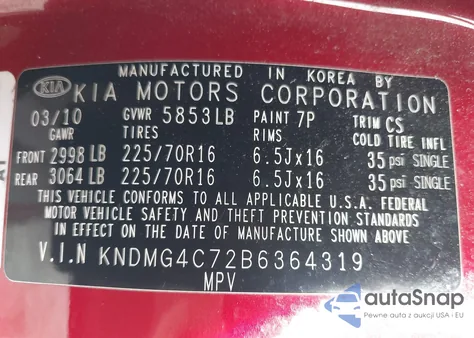 MANUFACTURED IN KOREA BY
KIA KIA MOTORS CORPORATION
03/10 GVWR 5853LB PAINT 7P TRIM CS
GAWR TIRES RIMS COLD TIRE INFL
FRONT 2998 LB 225/70R16 6.5Jx16 35 psi SINGLE
REAR 3064 LB 225/70R16 6.5Jx16 35 psi SINGLE
THIS VEHICLE CONFORMS TO ALL APPLICABLE U.S.A. FEDERAL
MOTOR VEHICLE SAFETY AND THEFT PREVENTION STANDARDS
IN EFFECT ON THE DATE OF MANUFACTURE SHOWN ABOVE
V.I.N KNDMG4C72B6364319
MPV
autoSnap
Pewne auta z USA i EU